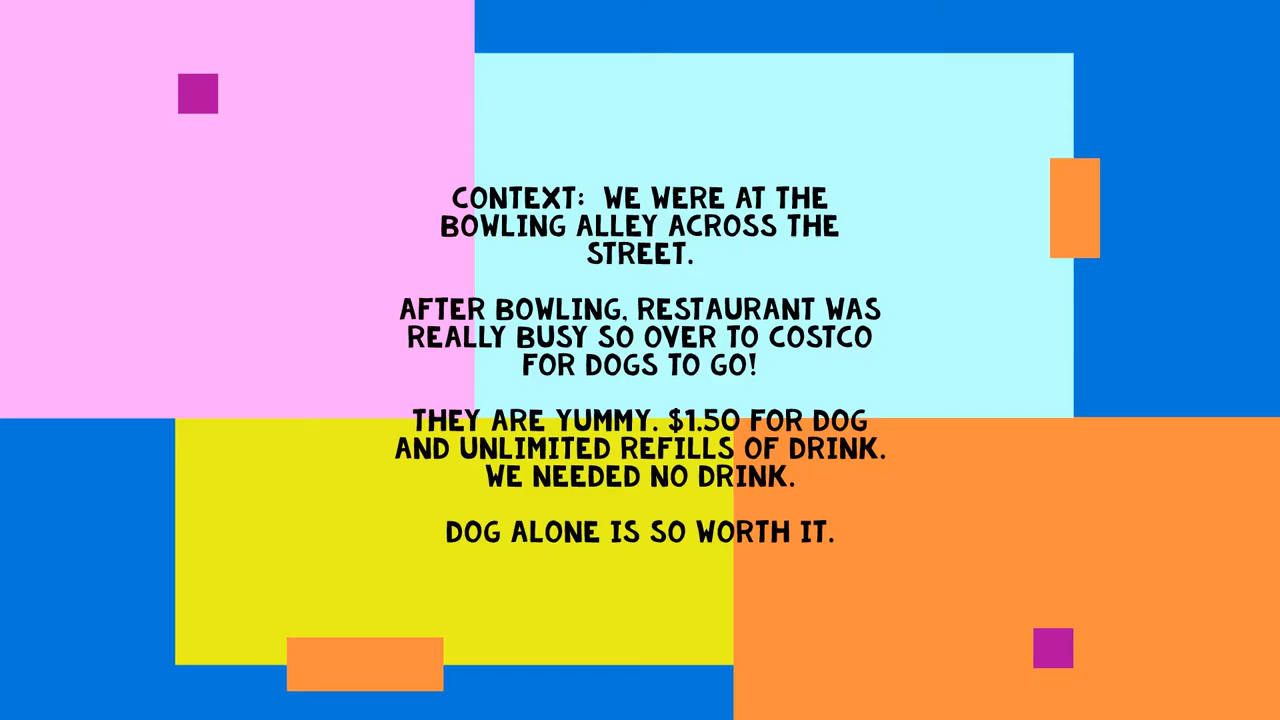 CONTEXT: WE WERE AT THE
BOWLING ALLEY ACROSS THE
STREET.
AFTER BOWLING, RESTAURANT WAS
REALLY BUSY SO OVER TO COSTCO
FOR DOGS TO GO!
THEY ARE YUMMY. $1.50 FOR DOG
AND UNLIMITED REFILLS OF DRINK.
WE NEEDED NO DRINK.
DOG ALONE IS SO WORTH IT.